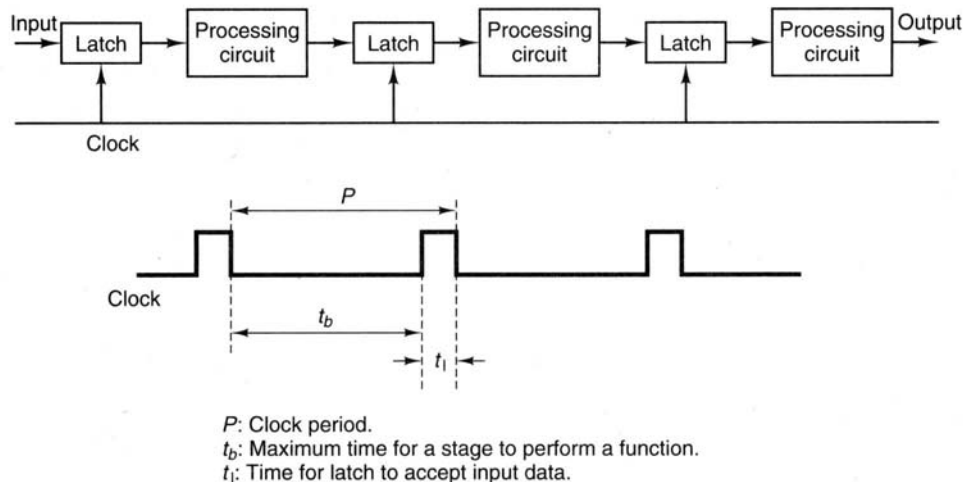 Input
Latch
Processing
circuit
Latch
Processing
circuit
Latch
Processing
circuit
Output
Clock
P
Clock
t_b
t_l
P: Clock period.
t_b: Maximum time for a stage to perform a function.
t_l: Time for latch to accept input data.